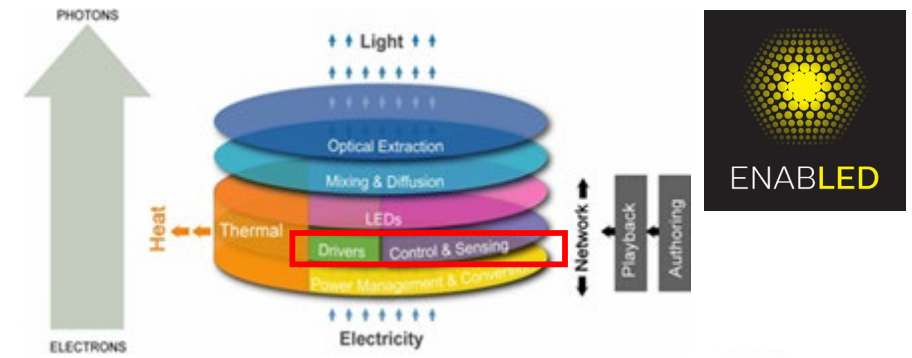 PHOTONS
Light
Optical Extraction
Mixing & Diffusion
LEDs
Heat
Thermal
Drivers
Control & Sensing
Power Management & Conversion
Electricity
ELECTRONS
Network
Playback
Authoring
ENABLED